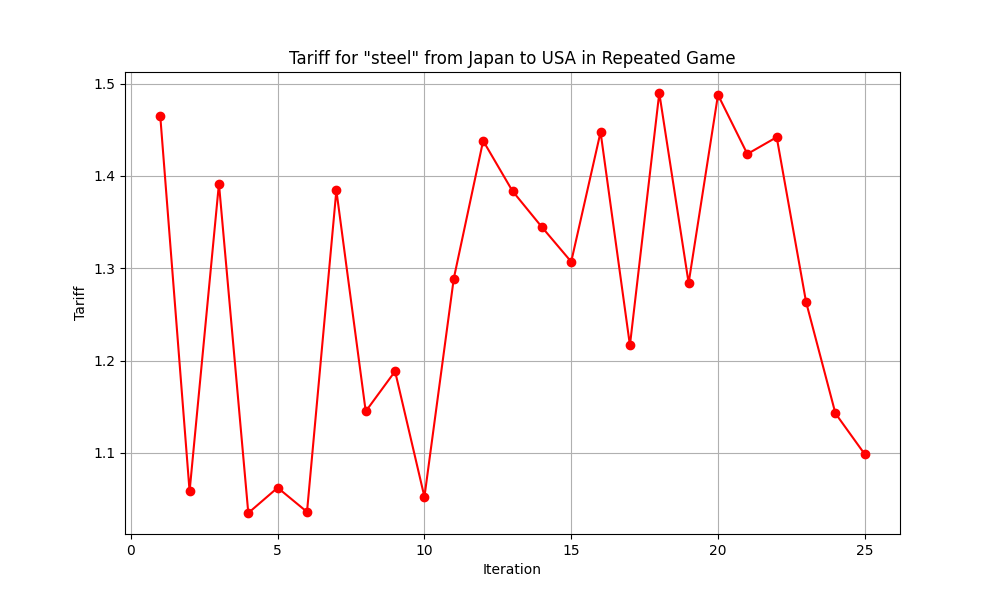 Tariff for "steel" from Japan to USA in Repeated Game
Tariff
1.5
1.4
1.3
1.2
1.1
0 5 10 15 20 25
Iteration